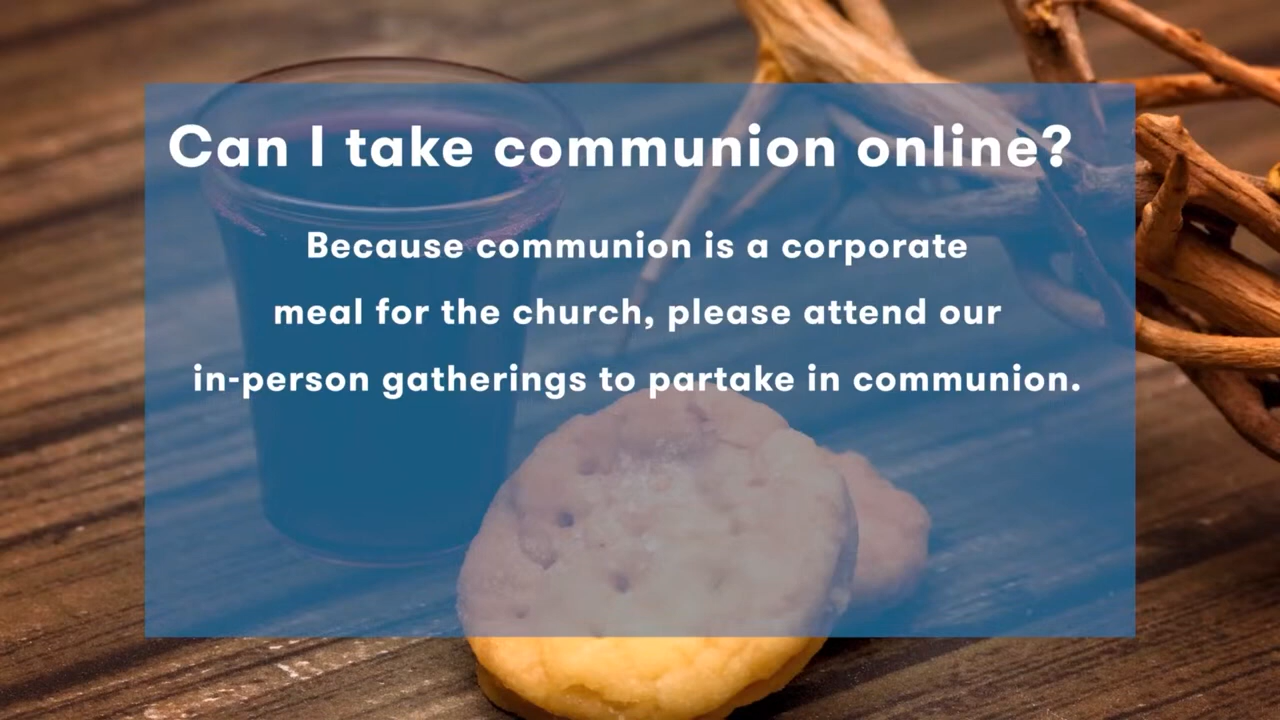 Can I take communion online?
Because communion is a corporate
meal for the church, please attend our
in-person gatherings to partake in communion.